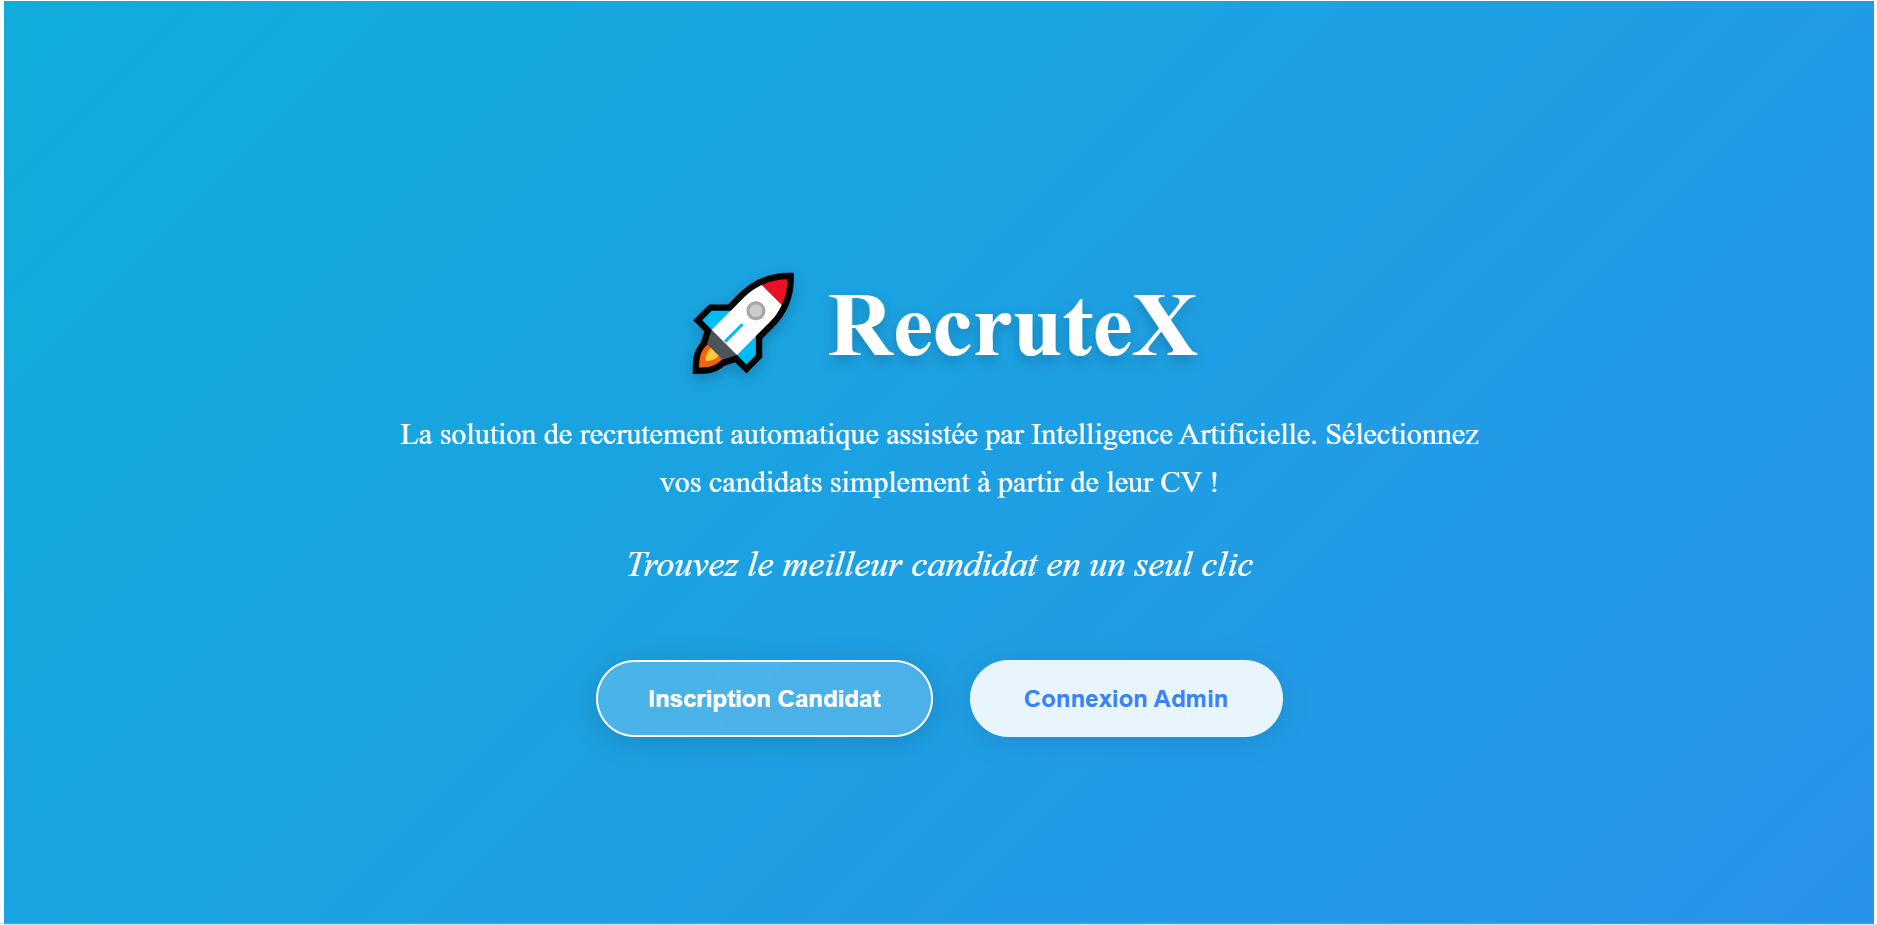 RecruteX
La solution de recrutement automatique assistée par Intelligence Artificielle. Sélectionnez
vos candidats simplement à partir de leur CV !
Trouvez le meilleur candidat en un seul clic
Inscription Candidat
Connexion Admin